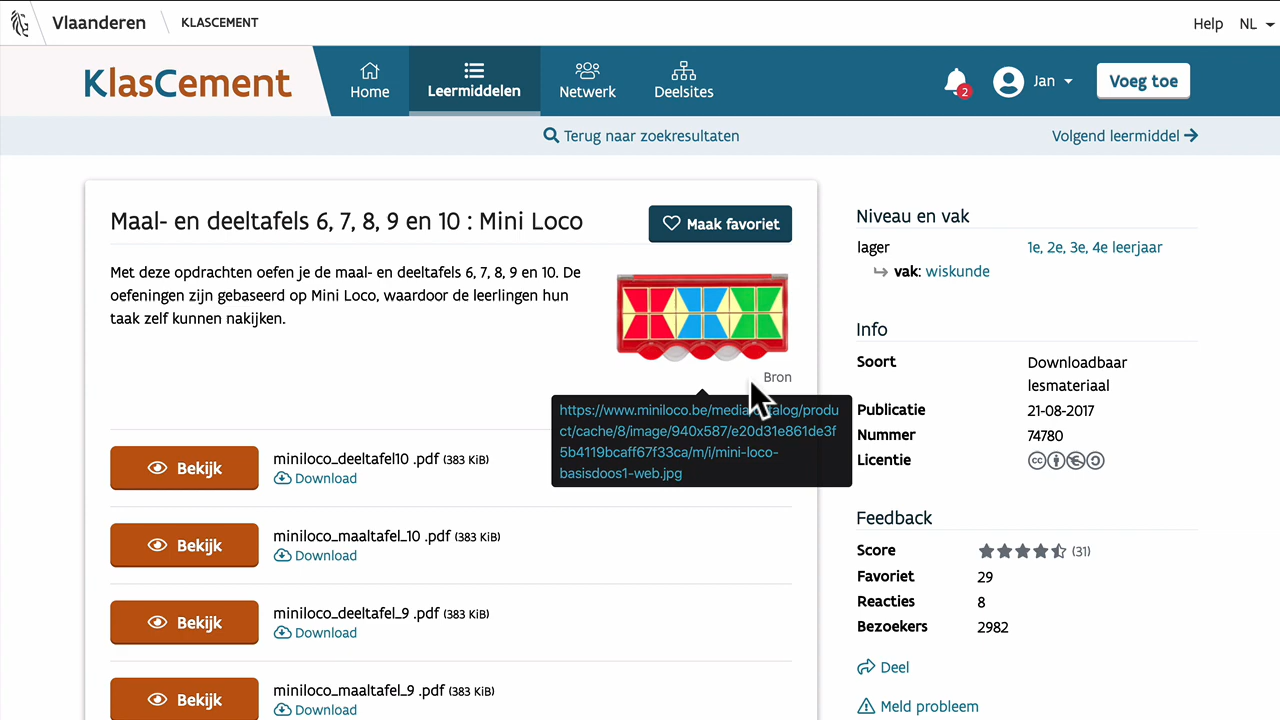 Vlaanderen
KLASCEMENT
Help
NL
KlasCement
Home
Leermiddelen
Netwerk
Deelsites
2
Jan
Voeg toe
Terug naar zoekresultaten
Volgend leermiddel
Maal- en deeltafels 6, 7, 8, 9 en 10 : Mini Loco
Maak favoriet
Met deze opdrachten oefen je de maal- en deeltafels 6, 7, 8, 9 en 10. De
oefeningen zijn gebaseerd op Mini Loco, waardoor de leerlingen hun
taak zelf kunnen nakijken.
Bron
https://www.miniloco.be/media/
ct/cache/8/image/940x587/e20d31e861de3f
5b4119bcaff67f33ca/m/i/mini-loco-
basisdoos1-web.jpg
Bekijk
miniloco_deeltafel10 .pdf (383 KiB)
Download
Bekijk
miniloco_maaltafel_10 .pdf (383 KiB)
Download
Bekijk
miniloco_deeltafel_9 .pdf (383 KiB)
Download
Bekijk
miniloco_maaltafel_9 .pdf (383 KiB)
Download
Niveau en vak
lager 1e, 2e, 3e, 4e leerjaar
vak: wiskunde
Info
Soort Downloadbaar
lesmateriaal
Publicatie 21-08-2017
Nummer 74780
Licentie
Feedback
Score (31)
Favoriet 29
Reacties 8
Bezoekers 2982
Deel
Meld probleem